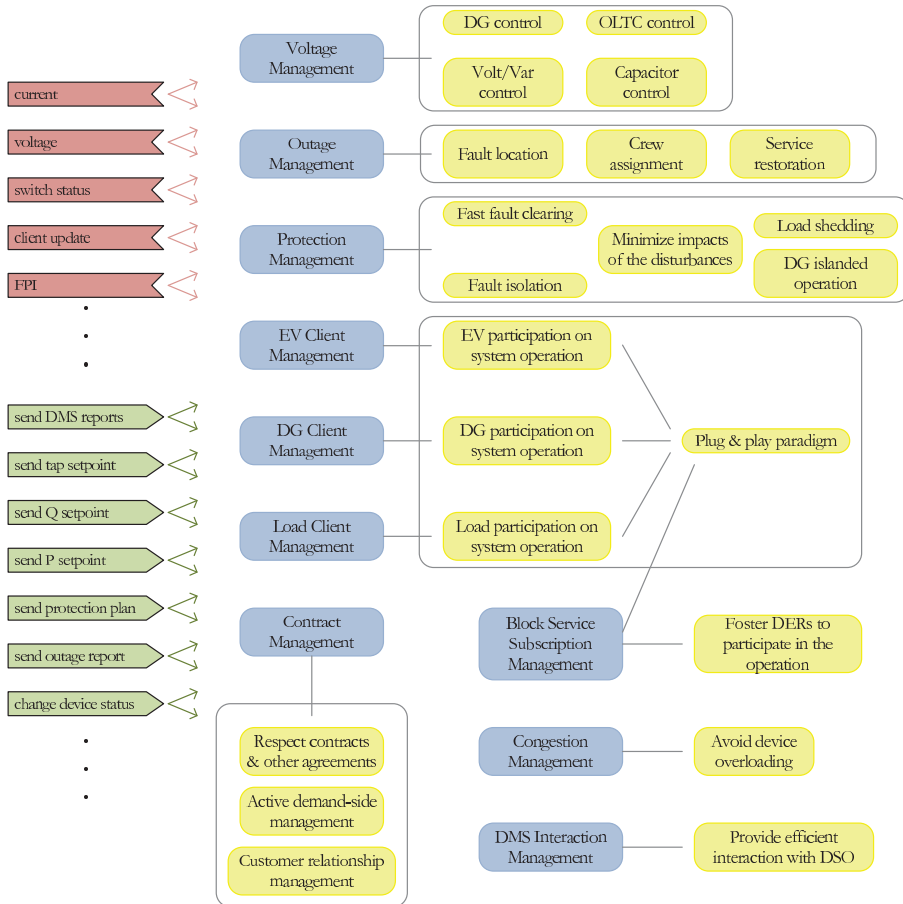 current
voltage
switch status
client update
FPI
send DMS reports
send tap setpoint
send Q setpoint
send P setpoint
send protection plan
send outage report
change device status
Voltage
Management
DG control
OLTC control
Volt/Var
control
Capacitor
control
Outage
Management
Fault location
Crew
assignment
Service
restoration
Protection
Management
Fast fault clearing
Fault isolation
Minimize impacts
of the disturbances
Load shedding
DG islanded
operation
EV Client
Management
EV participation on
system operation
DG Client
Management
DG participation on
system operation
Plug & play paradigm
Load Client
Management
Load participation on
system operation
Contract
Management
Respect contracts
& other agreements
Active demand-side
management
Customer relationship
management
Block Service
Subscription
Management
Foster DERs to
participate in the
operation
Congestion
Management
Avoid device
overloading
DMS Interaction
Management
Provide efficient
interaction with DSO